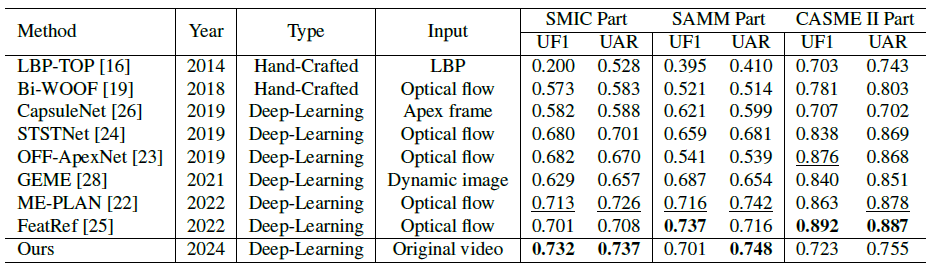 Method Year Type Input SMIC Part SAMM Part CASME II Part
UF1 UAR UF1 UAR UF1 UAR
LBP-TOP [16] 2014 Hand-Crafted LBP 0.200 0.528 0.395 0.410 0.703 0.743
Bi-WOOF [19] 2018 Hand-Crafted Optical flow 0.573 0.583 0.521 0.514 0.781 0.803
CapsuleNet [26] 2019 Deep-Learning Apex frame 0.582 0.588 0.621 0.599 0.707 0.702
STSTNet [24] 2019 Deep-Learning Optical flow 0.680 0.701 0.659 0.681 0.838 0.869
OFF-ApexNet [23] 2019 Deep-Learning Optical flow 0.682 0.670 0.541 0.539 0.876 0.868
GEME [28] 2021 Deep-Learning Dynamic image 0.629 0.657 0.687 0.654 0.840 0.851
ME-PLAN [22] 2022 Deep-Learning Optical flow 0.713 0.726 0.716 0.742 0.863 0.878
FeatRef [25] 2022 Deep-Learning Optical flow 0.701 0.708 0.737 0.716 0.892 0.887
Ours 2024 Deep-Learning Original video 0.732 0.737 0.701 0.748 0.723 0.755